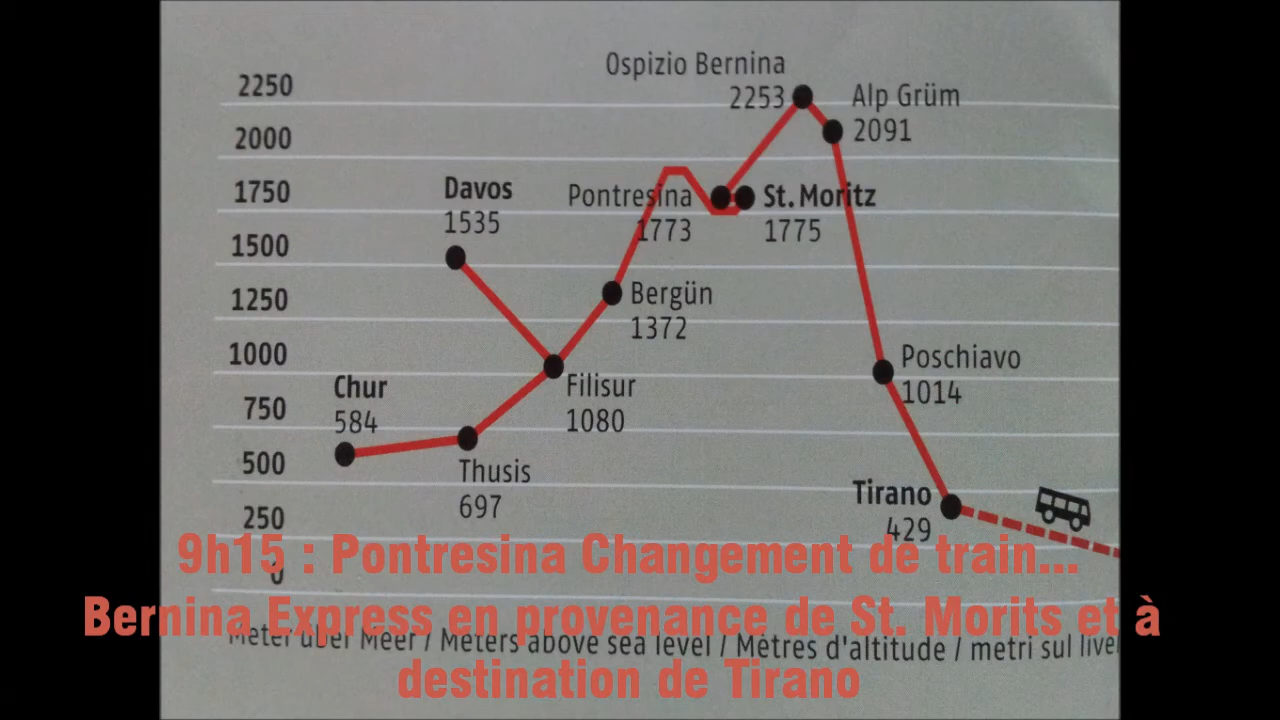 Ospizio Bernina
2250
2253
Alp Grüm
2091
2000
1750
Davos
1535
Pontresina
1773
St. Moritz
1775
1500
1250
Bergün
1372
1000
Poschiavo
1014
Chur
584
Filisur
1080
750
500
Thusis
697
Tirano
429
250
0
9h15 : Pontresina Changement de train...
Bernina Express en provenance de St. Morits et à
destination de Tirano
Meter über Meer / Meters above sea level / Mètres d'altitude / metri sul